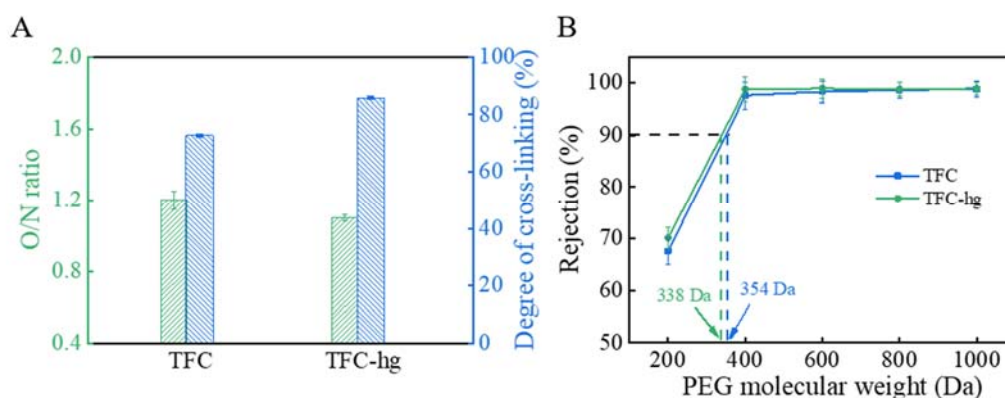 A
O/N ratio
2.0
1.6
1.2
0.8
0.4
TFC
TFC-hg
100
80
60
40
20
0
Degree of cross-linking (%)
B
Rejection (%)
100
90
80
70
60
50
TFC
TFC-hg
338 Da
354 Da
200
400
600
800
1000
PEG molecular weight (Da)